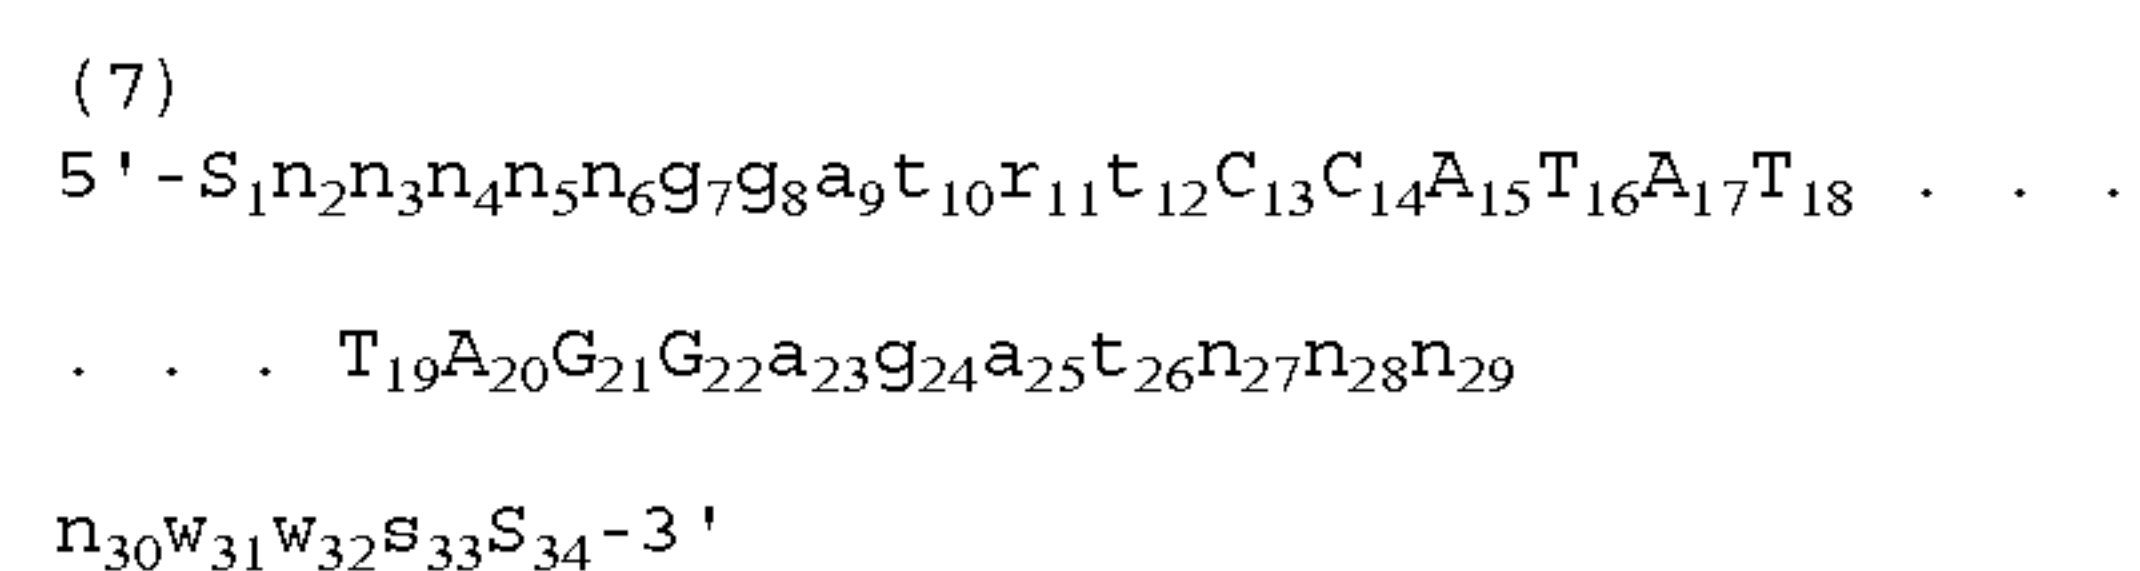 (7)
5'-S₁n₂n₃n₄n₅n₆g₇g₈a₉t₁₀r₁₁t₁₂C₁₃C₁₄A₁₅T₁₆A₁₇T₁₈ . . .
. . . T₁₉A₂₀G₂₁G₂₂a₂₃g₂₄a₂₅t₂₆n₂₇n₂₈n₂₉
n₃₀w₃₁w₃₂s₃₃S₃₄-3'